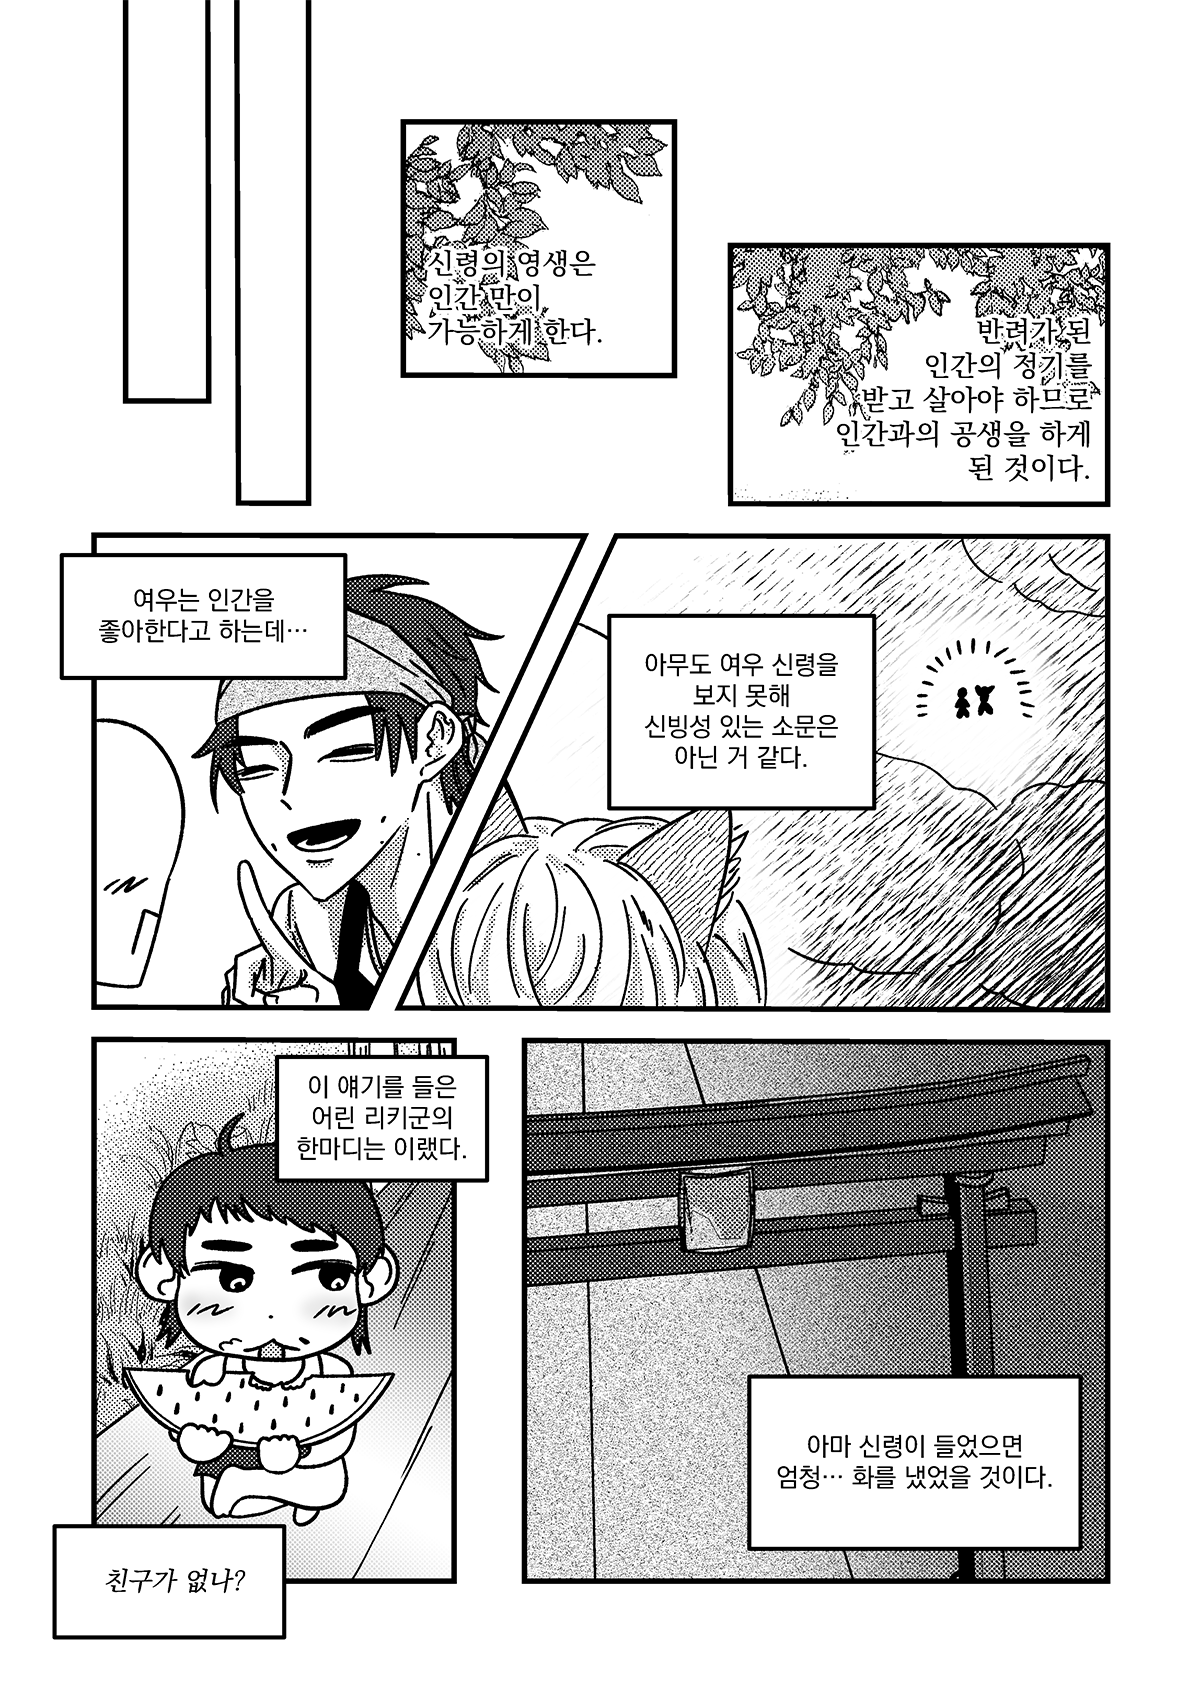 신령의 영생은
인간 만이
가능하게 한다.
반려가 된
인간의 정기를
받고 살아야 하므로
인간과의 공생을 하게
된 것이다.
여우는 인간을
좋아한다고 하는데…
아무도 여우 신령을
보지 못해
신빙성 있는 소문은
아닌 거 같다.
이 얘기를 들은
어린 리키군의
한마디는 이랬다.
친구가 없나?
아마 신령이 들었으면
엄청… 화를 냈었을 것이다.